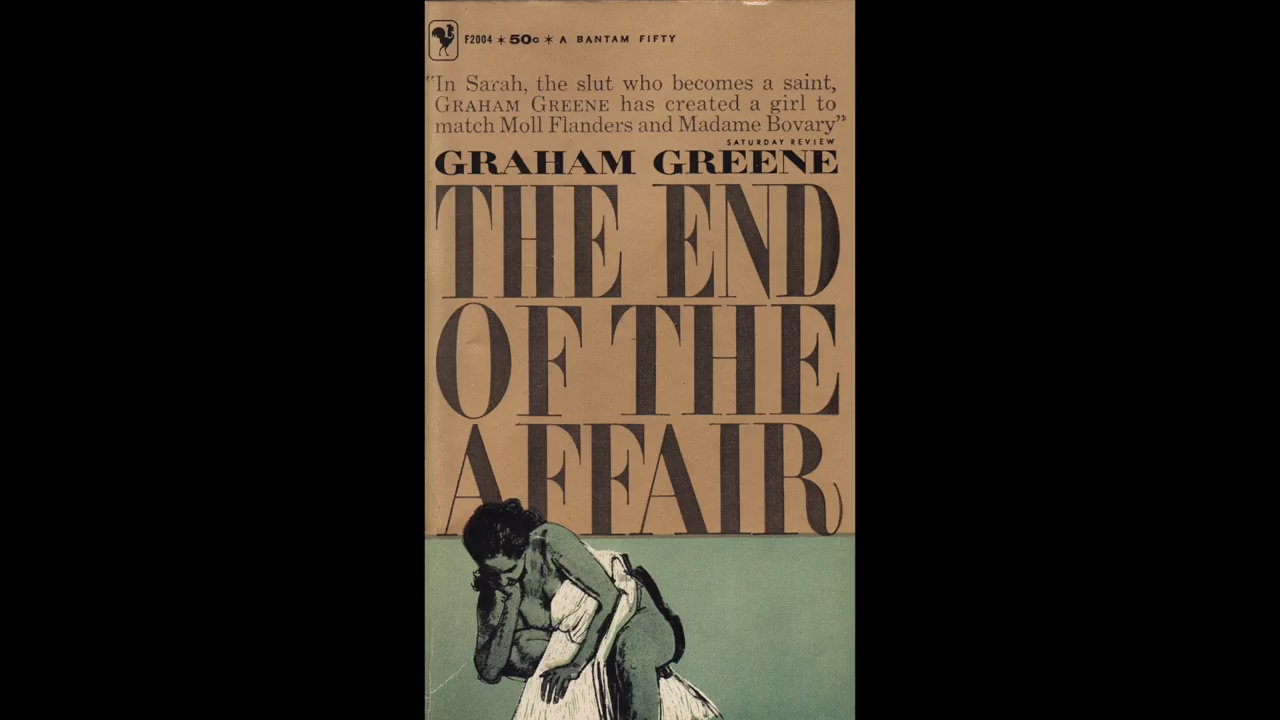 F2004 * 50c * A BANTAM FIFTY
"In Sarah, the slut who becomes a saint,
GRAHAM GREENE has created a girl to
match Moll Flanders and Madame Bovary"
SATURDAY REVIEW
GRAHAM GREENE
THE END
OF THE
AFFAIR